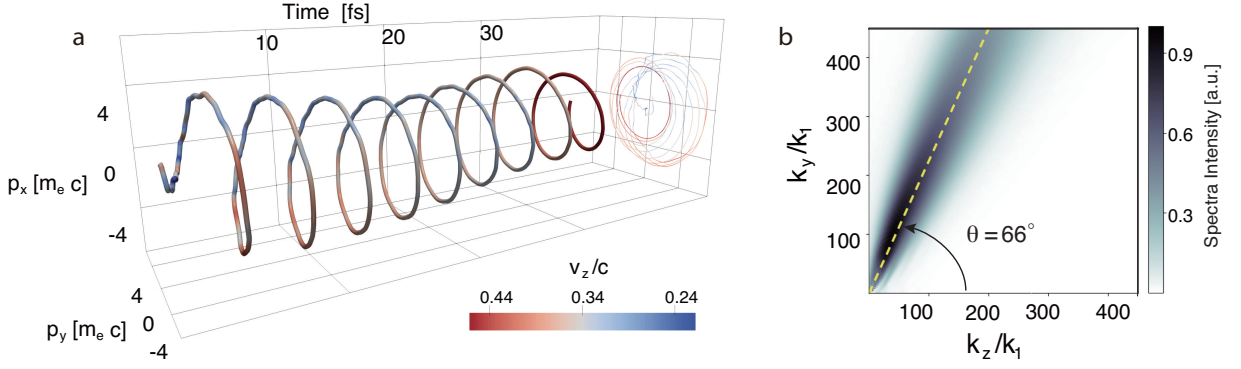 a
Time [fs]
10
20
30
4
0
-4
p_x [m_e c]
4
0
-4
p_y [m_e c]
v_z/c
0.44
0.34
0.24
b
400
300
200
100
k_y/k_1
θ = 66°
100
200
300
400
k_z/k_1
0.9
0.6
0.3
Spectra Intensity [a.u.]